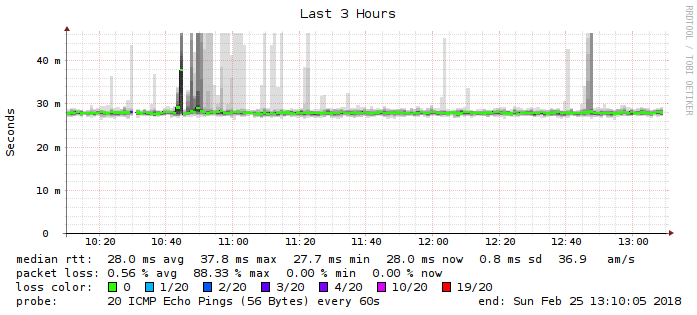 Last 3 Hours
RRDTOOL / TOBI OETIKER
Seconds
40 m
30 m
20 m
10 m
0
10:20 10:40 11:00 11:20 11:40 12:00 12:20 12:40 13:00
median rtt: 28.0 ms avg 37.8 ms max 27.7 ms min 28.0 ms now 0.8 ms sd 36.9 am/s
packet loss: 0.56 % avg 88.33 % max 0.00 % min 0.00 % now
loss color: 0 1/20 2/20 3/20 4/20 10/20 19/20
probe: 20 ICMP Echo Pings (56 Bytes) every 60s end: Sun Feb 25 13:10:05 2018